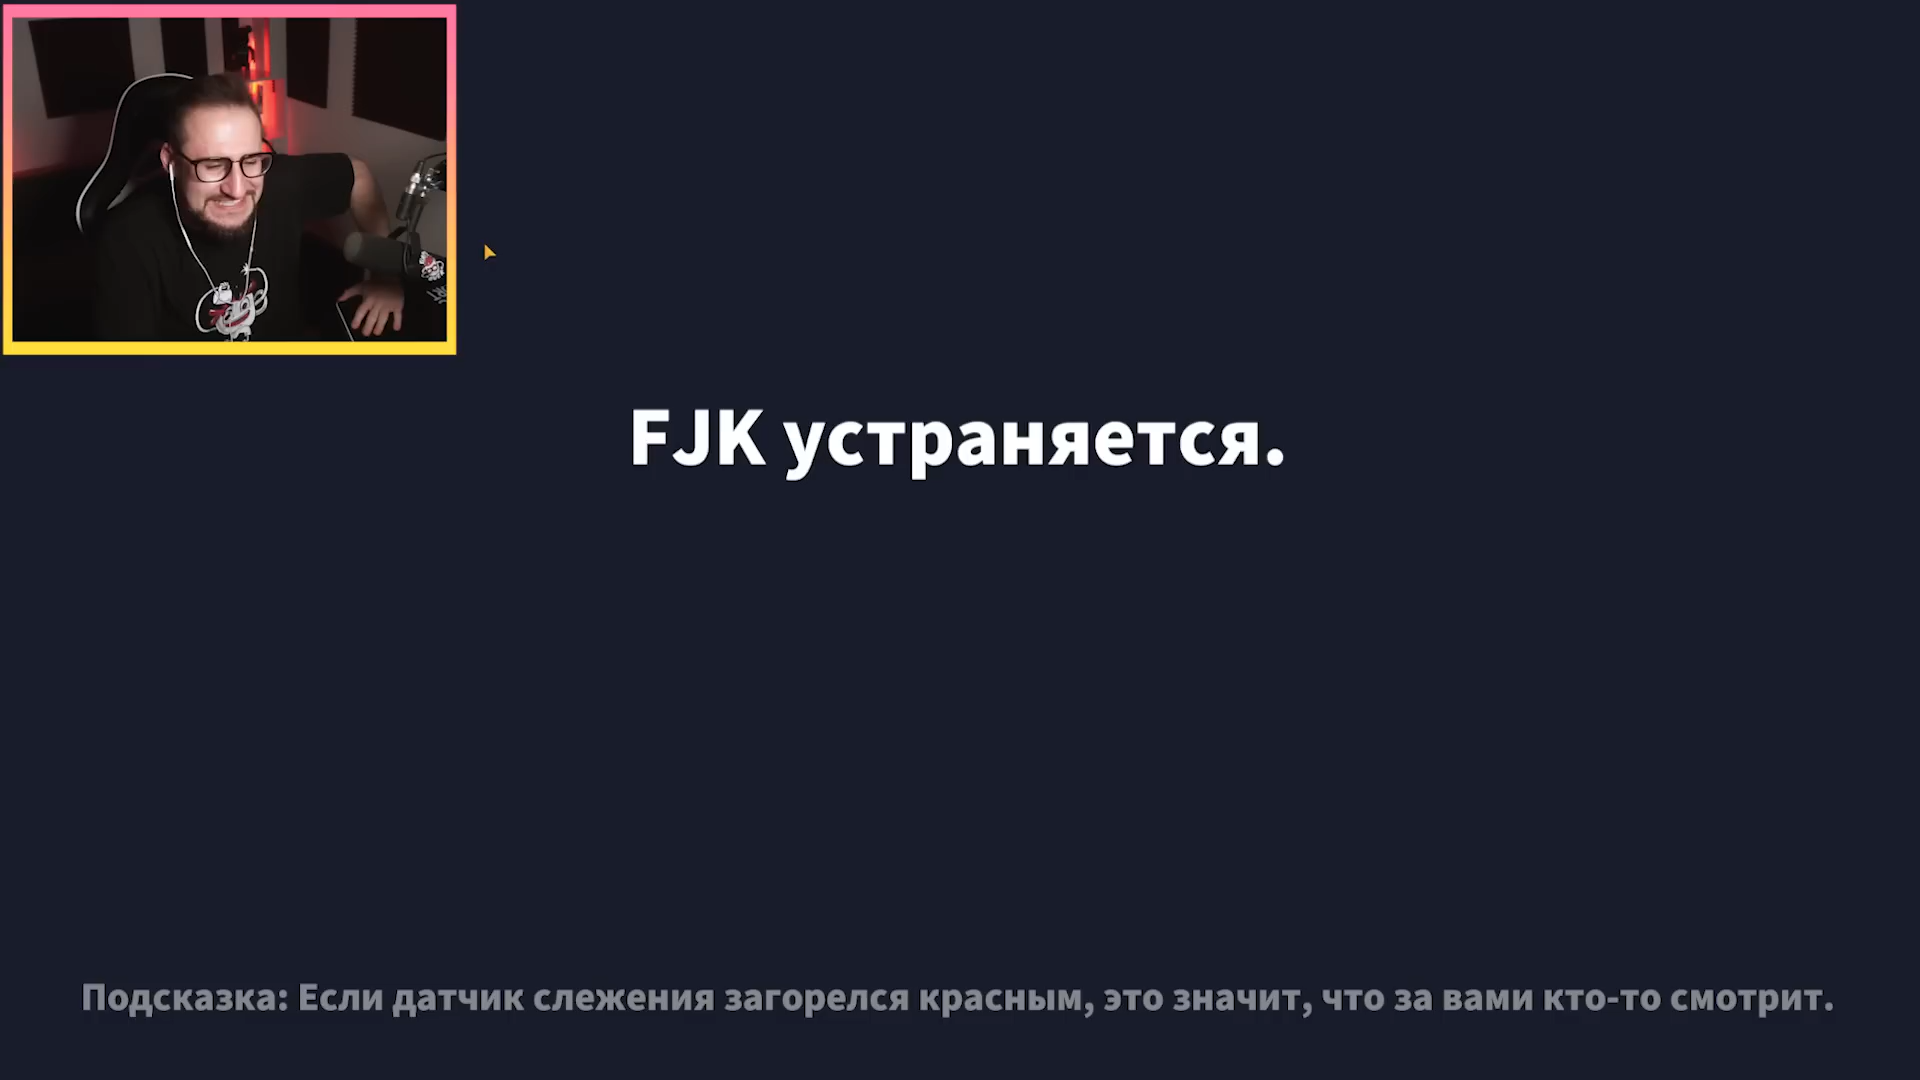 FJK устраняется.
Подсказка: Если датчик слежения загорелся красным, это значит, что за вами кто-то смотрит.